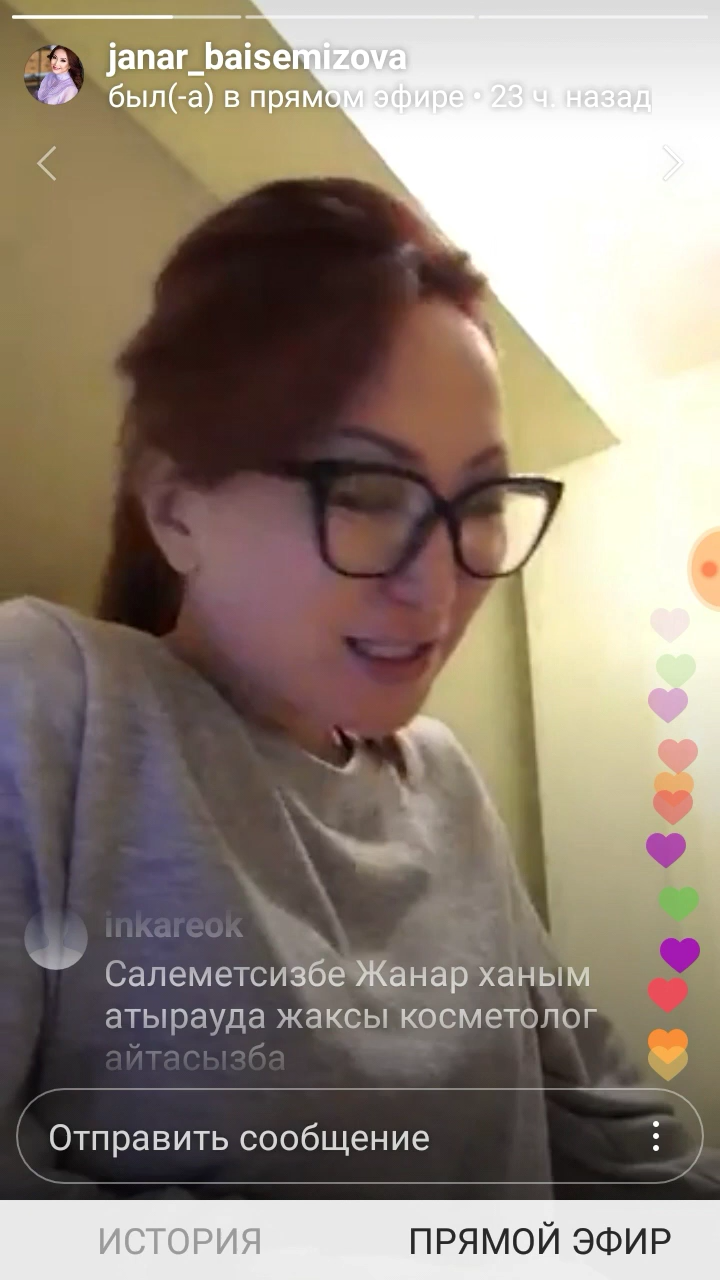 janar_baisemizova
был(-а) в прямом эфире • 23 ч. назад
inkareok
Салеметсизбе Жанар ханым
атырауда жаксы косметолог
айтасызба
Отправить сообщение
ИСТОРИЯ
ПРЯМОЙ ЭФИР